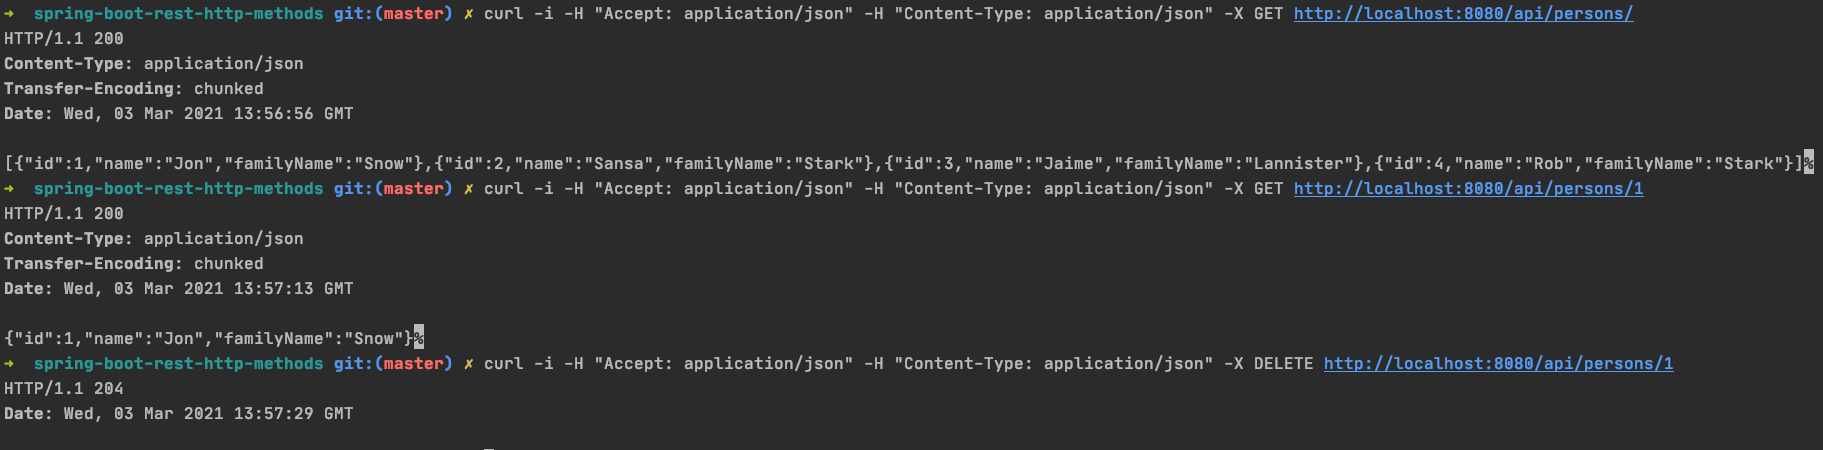 ➜  spring-boot-rest-http-methods git:(master) ✗ curl -i -H "Accept: application/json" -H "Content-Type: application/json" -X GET http://localhost:8080/api/persons/
HTTP/1.1 200
Content-Type: application/json
Transfer-Encoding: chunked
Date: Wed, 03 Mar 2021 13:56:56 GMT

[{"id":1,"name":"Jon","familyName":"Snow"},{"id":2,"name":"Sansa","familyName":"Stark"},{"id":3,"name":"Jaime","familyName":"Lannister"},{"id":4,"name":"Rob","familyName":"Stark"}]%
➜  spring-boot-rest-http-methods git:(master) ✗ curl -i -H "Accept: application/json" -H "Content-Type: application/json" -X GET http://localhost:8080/api/persons/1
HTTP/1.1 200
Content-Type: application/json
Transfer-Encoding: chunked
Date: Wed, 03 Mar 2021 13:57:13 GMT

{"id":1,"name":"Jon","familyName":"Snow"}%
➜  spring-boot-rest-http-methods git:(master) ✗ curl -i -H "Accept: application/json" -H "Content-Type: application/json" -X DELETE http://localhost:8080/api/persons/1
HTTP/1.1 204
Date: Wed, 03 Mar 2021 13:57:29 GMT